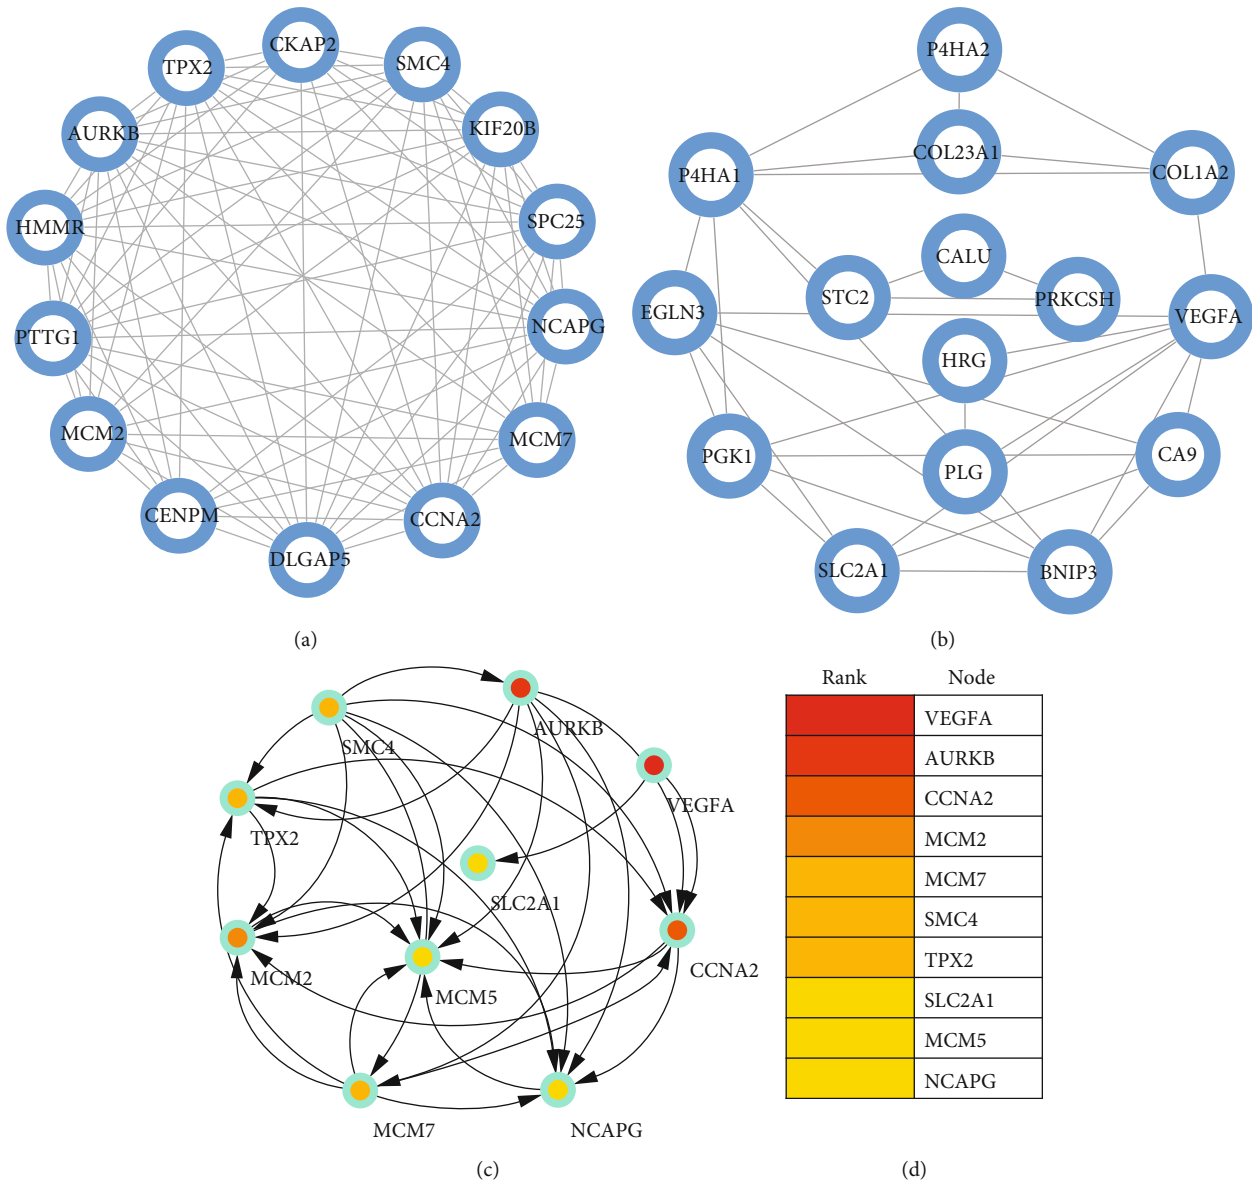 CKAP2
TPX2
SMC4
AURKB
KIF20B
HMMR
SPC25
PTTG1
NCAPG
MCM2
MCM7
CENPM
CCNA2
DLGAP5
(a)
P4HA2
COL23A1
P4HA1
COL1A2
CALU
STC2
PRKCSH
EGLN3
VEGFA
HRG
PGK1
PLG
CA9
SLC2A1
BNIP3
(b)
AURKB
SMC4
VEGFA
TPX2
SLC2A1
CCNA2
MCM2
MCM5
MCM7
NCAPG
(c)
Rank Node
VEGFA
AURKB
CCNA2
MCM2
MCM7
SMC4
TPX2
SLC2A1
MCM5
NCAPG
(d)